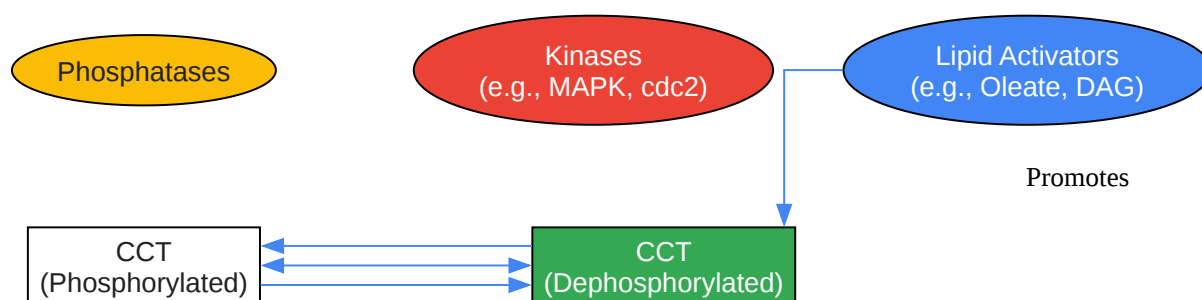 Phosphatases
Kinases
(e.g., MAPK, cdc2)
Lipid Activators
(e.g., Oleate, DAG)
Promotes
CCT
(Phosphorylated)
CCT
(Dephosphorylated)